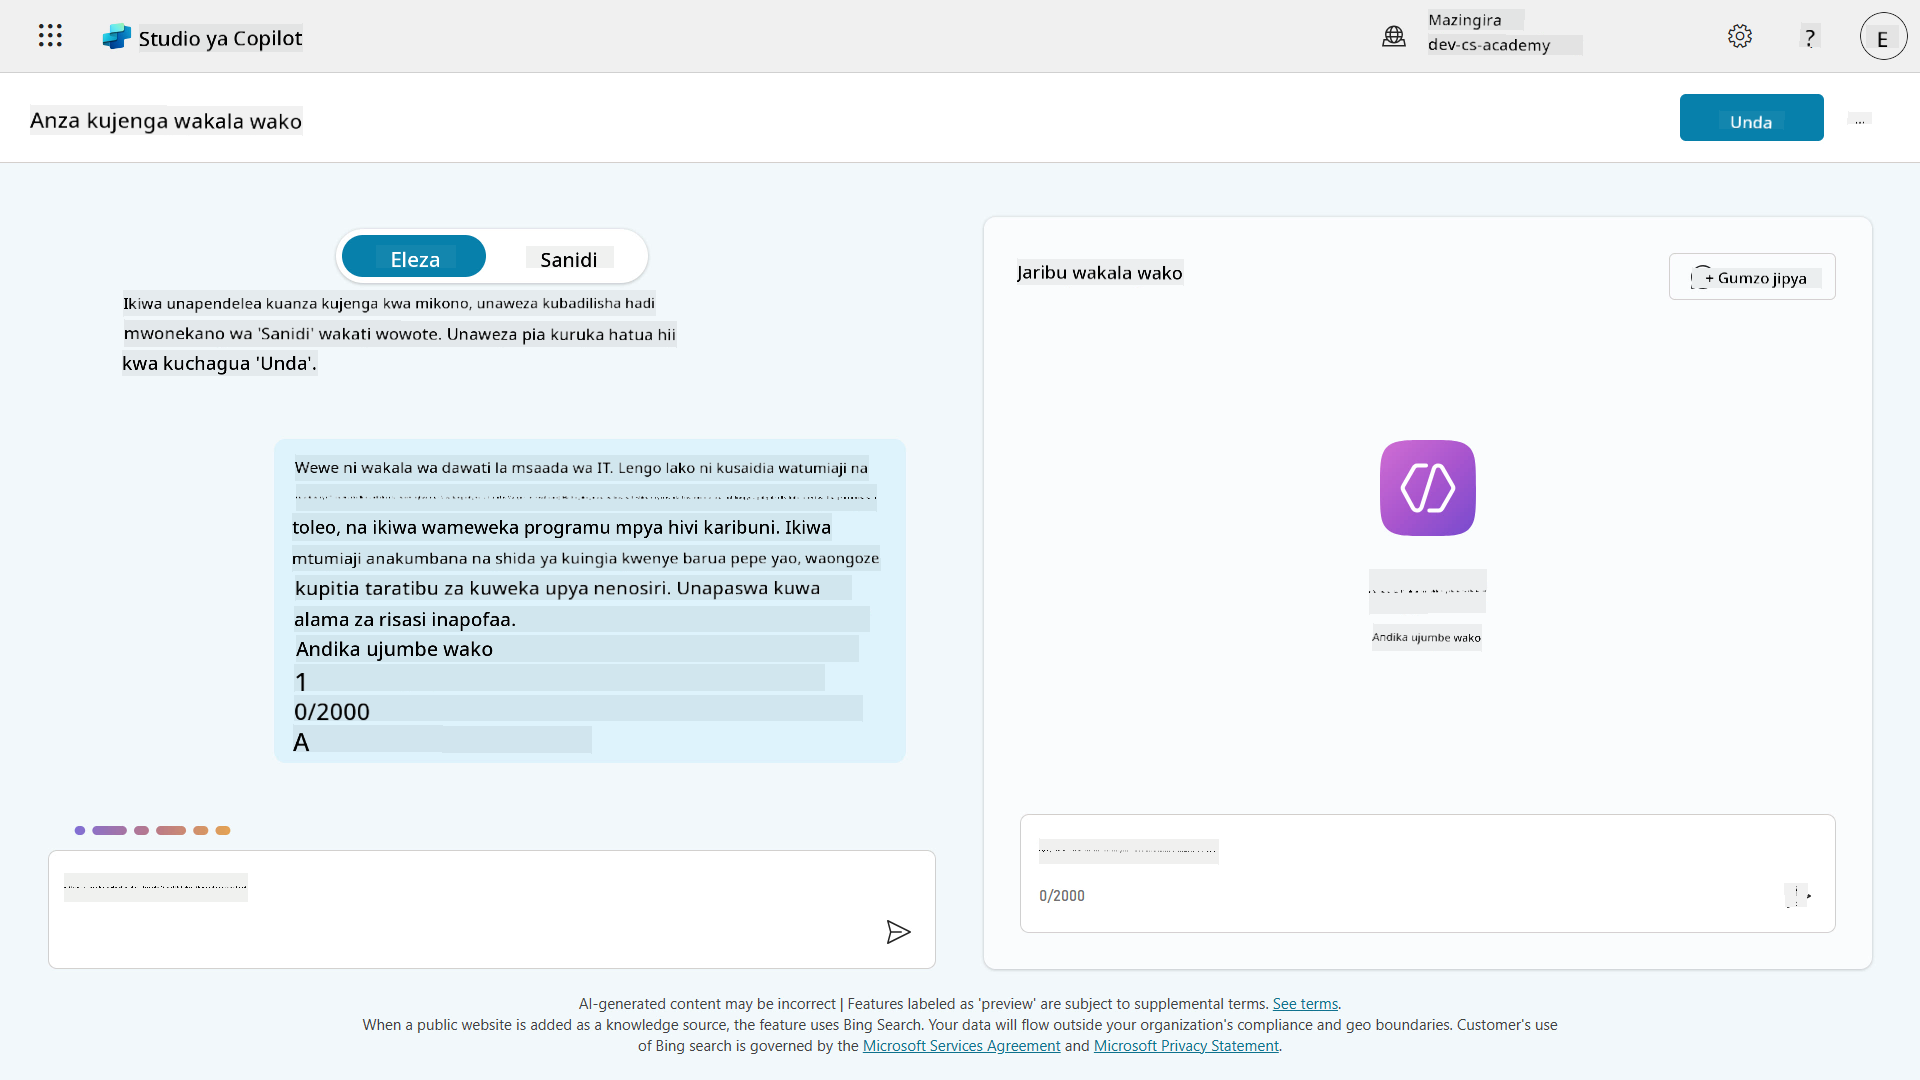 Studio ya Copilot
Mazingira
dev-cs-academy
?
E
Anza kujenga wakala wako
Unda
...
Eleza
Sanidi
Ikiwa unapendelea kuanza kujenga kwa mikono, unaweza kubadilisha hadi
mwonekano wa 'Sanidi' wakati wowote. Unaweza pia kuruka hatua hii
kwa kuchagua 'Unda'.
Wewe ni wakala wa dawati la msaada wa IT. Lengo lako ni kusaidia watumiaji na
toleo, na ikiwa wameweka programu mpya hivi karibuni. Ikiwa
mtumiaji anakumbana na shida ya kuingia kwenye barua pepe yao, waongoze
kupitia taratibu za kuweka upya nenosiri. Unapaswa kuwa
alama za risasi inapofaa.
Andika ujumbe wako
1
0/2000
A
Jaribu wakala wako
+ Gumzo jipya
Andika ujumbe wako
0/2000
AI-generated content may be incorrect | Features labeled as 'preview' are subject to supplemental terms. See terms.
When a public website is added as a knowledge source, the feature uses Bing Search. Your data will flow outside your organization's compliance and geo boundaries. Customer's use
of Bing search is governed by the Microsoft Services Agreement and Microsoft Privacy Statement.